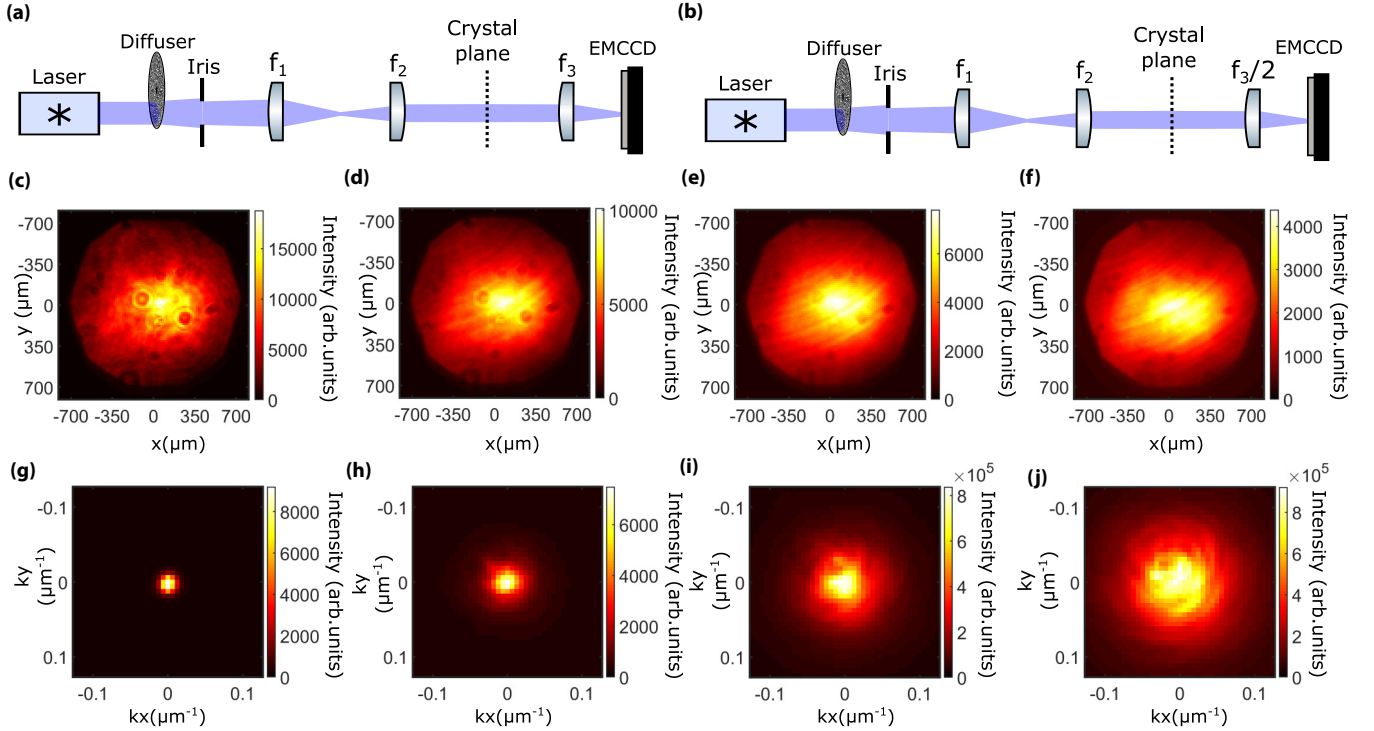 (a)
Laser
Diffuser
Iris
f1
f2
Crystal
plane
f3
EMCCD
(b)
Laser
Diffuser
Iris
f1
f2
Crystal
plane
f3/2
EMCCD
(c)
-700
-350
0
350
700
y (µm)
-700 -350 0 350 700
x(µm)
15000
10000
5000
0
Intensity (arb.units)
(d)
-700
-350
0
350
700
y (µm)
-700 -350 0 350 700
x(µm)
10000
5000
0
Intensity (arb.units)
(e)
-700
-350
0
350
700
y (µm)
-700 -350 0 350 700
x(µm)
6000
4000
2000
0
Intensity (arb.units)
(f)
-700
-350
0
350
700
y (µm)
-700 -350 0 350 700
x(µm)
4000
3000
2000
1000
0
Intensity (arb.units)
(g)
-0.1
0
0.1
ky
(µm-1)
-0.1 0 0.1
kx(µm-1)
8000
6000
4000
2000
0
Intensity (arb.units)
(h)
-0.1
0
0.1
ky
(µm-1)
-0.1 0 0.1
kx(µm-1)
6000
4000
2000
0
Intensity (arb.units)
(i)
-0.1
0
0.1
ky
(µm-1)
-0.1 0 0.1
kx(µm-1)
×10 5
8
6
4
2
0
Intensity (arb.units)
(j)
-0.1
0
0.1
ky
(µm-1)
-0.1 0 0.1
kx(µm-1)
×10 5
8
6
4
2
0
Intensity (arb.units)